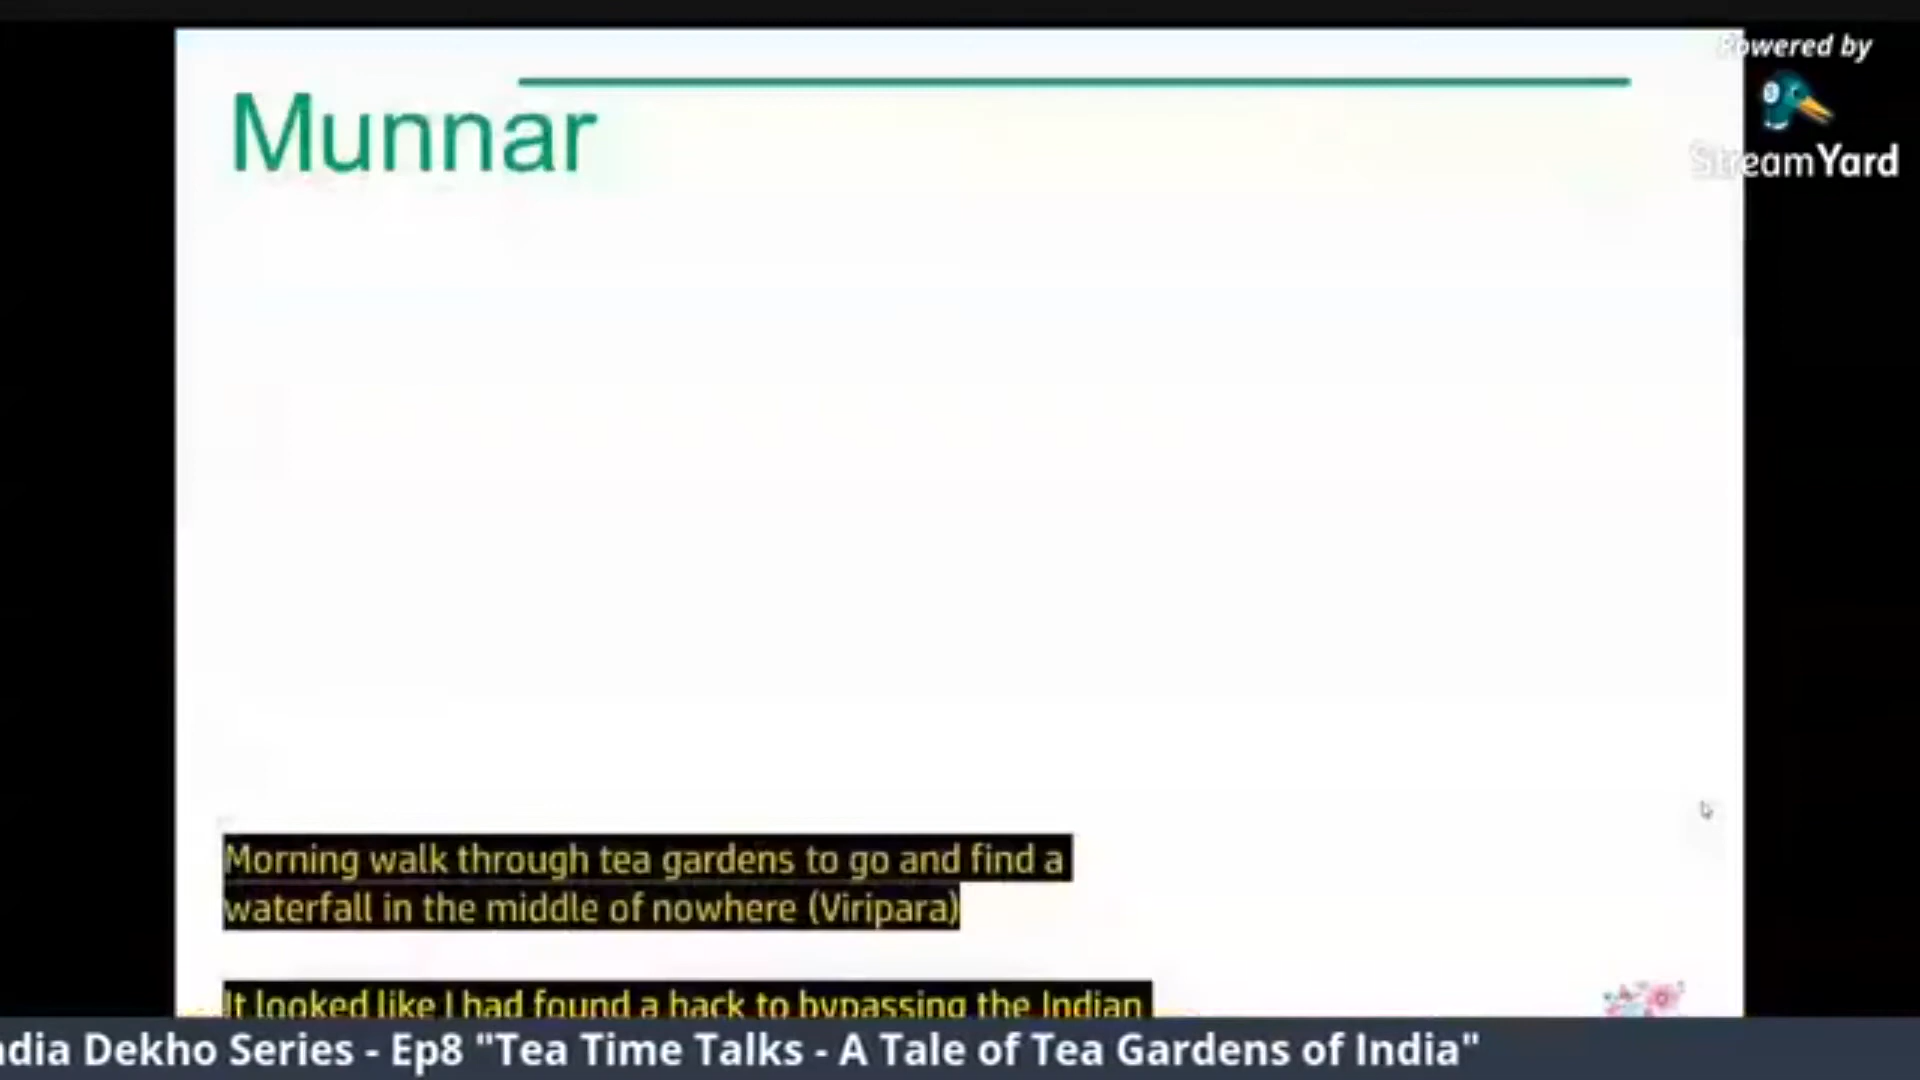 Powered by
StreamYard
Munnar
Morning walk through tea gardens to go and find a
waterfall in the middle of nowhere (Viripara)
It looked like I had found a hack to bypassing the Indian
ndia Dekho Series - Ep8 "Tea Time Talks - A Tale of Tea Gardens of India"